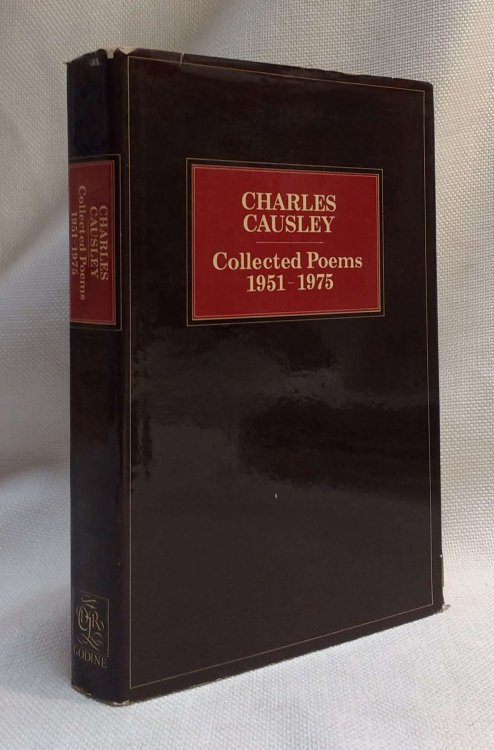 CHARLES
CAUSLEY
Collected Poems
1951-1975
CHARLES
CAUSLEY
Collected Poems
1951-1975
GODINE